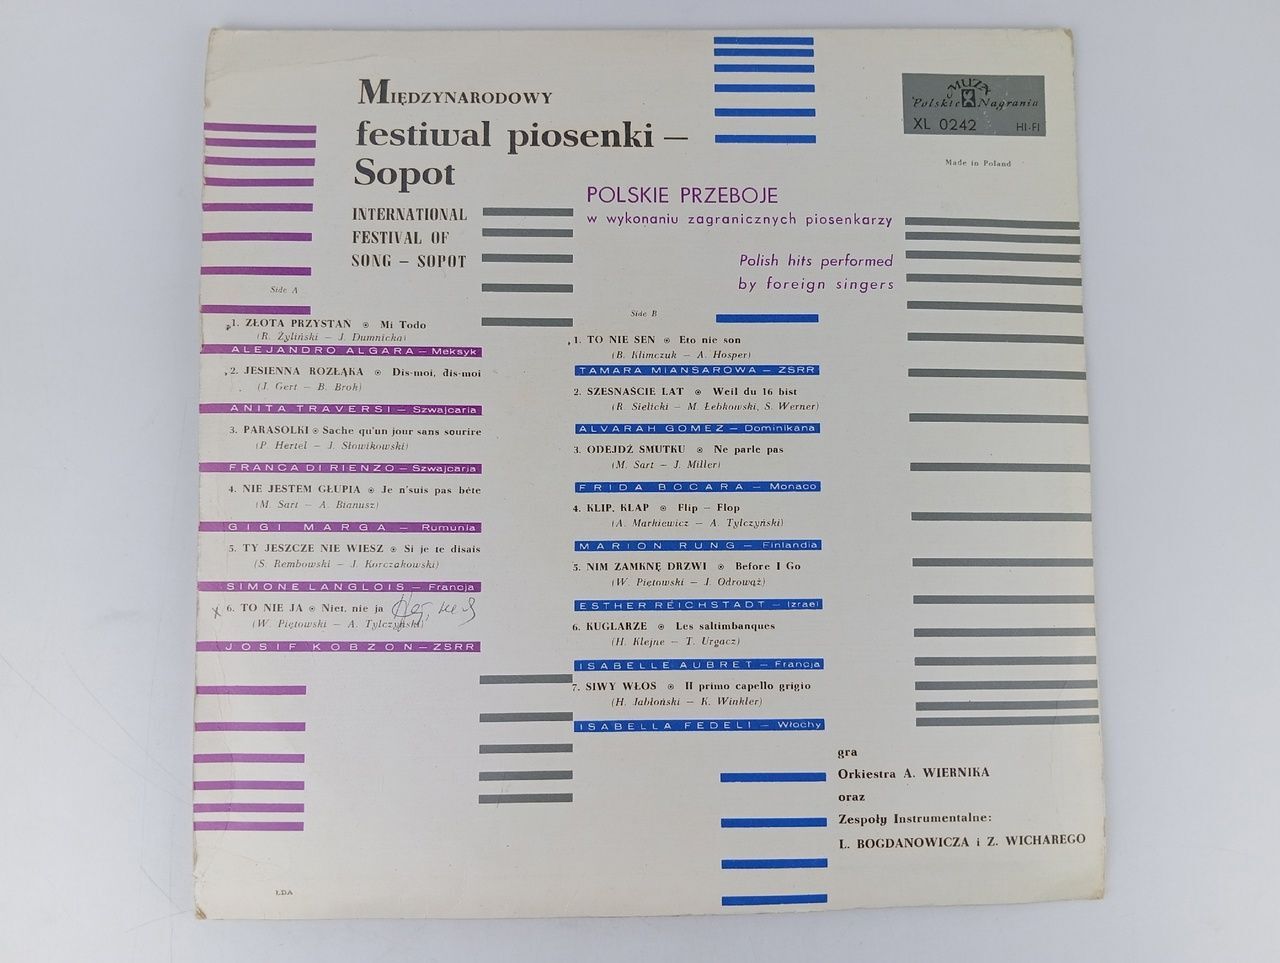 MIĘDZYNARODOWY
festiwal piosenki –
Sopot
INTERNATIONAL
FESTIVAL OF
SONG – SOPOT
MUZA
Polskie Nagrania
XL 0242 HI-FI
Made in Poland
POLSKIE PRZEBOJE
w wykonaniu zagranicznych piosenkarzy
Polish hits performed
by foreign singers
Side A
1. ZŁOTA PRZYSTAŃ ⊙ Mi Todo
(R. Żyliński – J. Dumnicka)
ALEJANDRO ALGARA – Meksyk
2. JESIENNA ROZŁĄKA ⊙ Dis-moi, dis-moi
(J. Gert – B. Brok)
ANITA TRAVERSI – Szwajcaria
3. PARASOLKI ⊙ Sache qu'un jour sans sourire
(P. Hertel – J. Słowikowski)
FRANCA DI RIENZO – Szwajcaria
4. NIE JESTEM GŁUPIA ⊙ Je n'suis pas bête
(M. Sart – A. Bianusz)
GIGI MARGA – Rumunia
5. TY JESZCZE NIE WIESZ ⊙ Si je te disais
(S. Rembowski – J. Korczakowski)
SIMONE LANGLOIS – Francja
6. TO NIE JA ⊙ Niet, nie ja
(W. Piętowski – A. Tylczyński)
JOSIF KOBZON – ZSRR
Side B
1. TO NIE SEN ⊙ Eto nie son
(B. Klimczuk – A. Hosper)
TAMARA MIANSAROWA – ZSRR
2. SZESNAŚCIE LAT ⊙ Weil du 16 bist
(R. Sielicki – M. Łebkowski, S. Werner)
ALVARAH GOMEZ – Dominikana
3. ODEJDŹ SMUTKU ⊙ Ne parle pas
(M. Sart – J. Miller)
FRIDA BOCARA – Monaco
4. KLIP, KLAP ⊙ Flip – Flop
(A. Markiewicz – A. Tylczyński)
MARION RUNG – Finlandia
5. NIM ZAMKNĘ DRZWI ⊙ Before I Go
(W. Piętowski – J. Odrowąż)
ESTHER REICHSTADT – Izrael
6. KUGLARZE ⊙ Les saltimbanques
(H. Klejne – T. Urgacz)
ISABELLE AUBRET – Francja
7. SIWY WŁOS ⊙ Il primo capello grigio
(H. Jabłoński – K. Winkler)
ISABELLA FEDELI – Włochy
gra
Orkiestra A. WIERNIKA
oraz
Zespoły Instrumentalne:
L. BOGDANOWICZA i Z. WICHAREGO
LDA